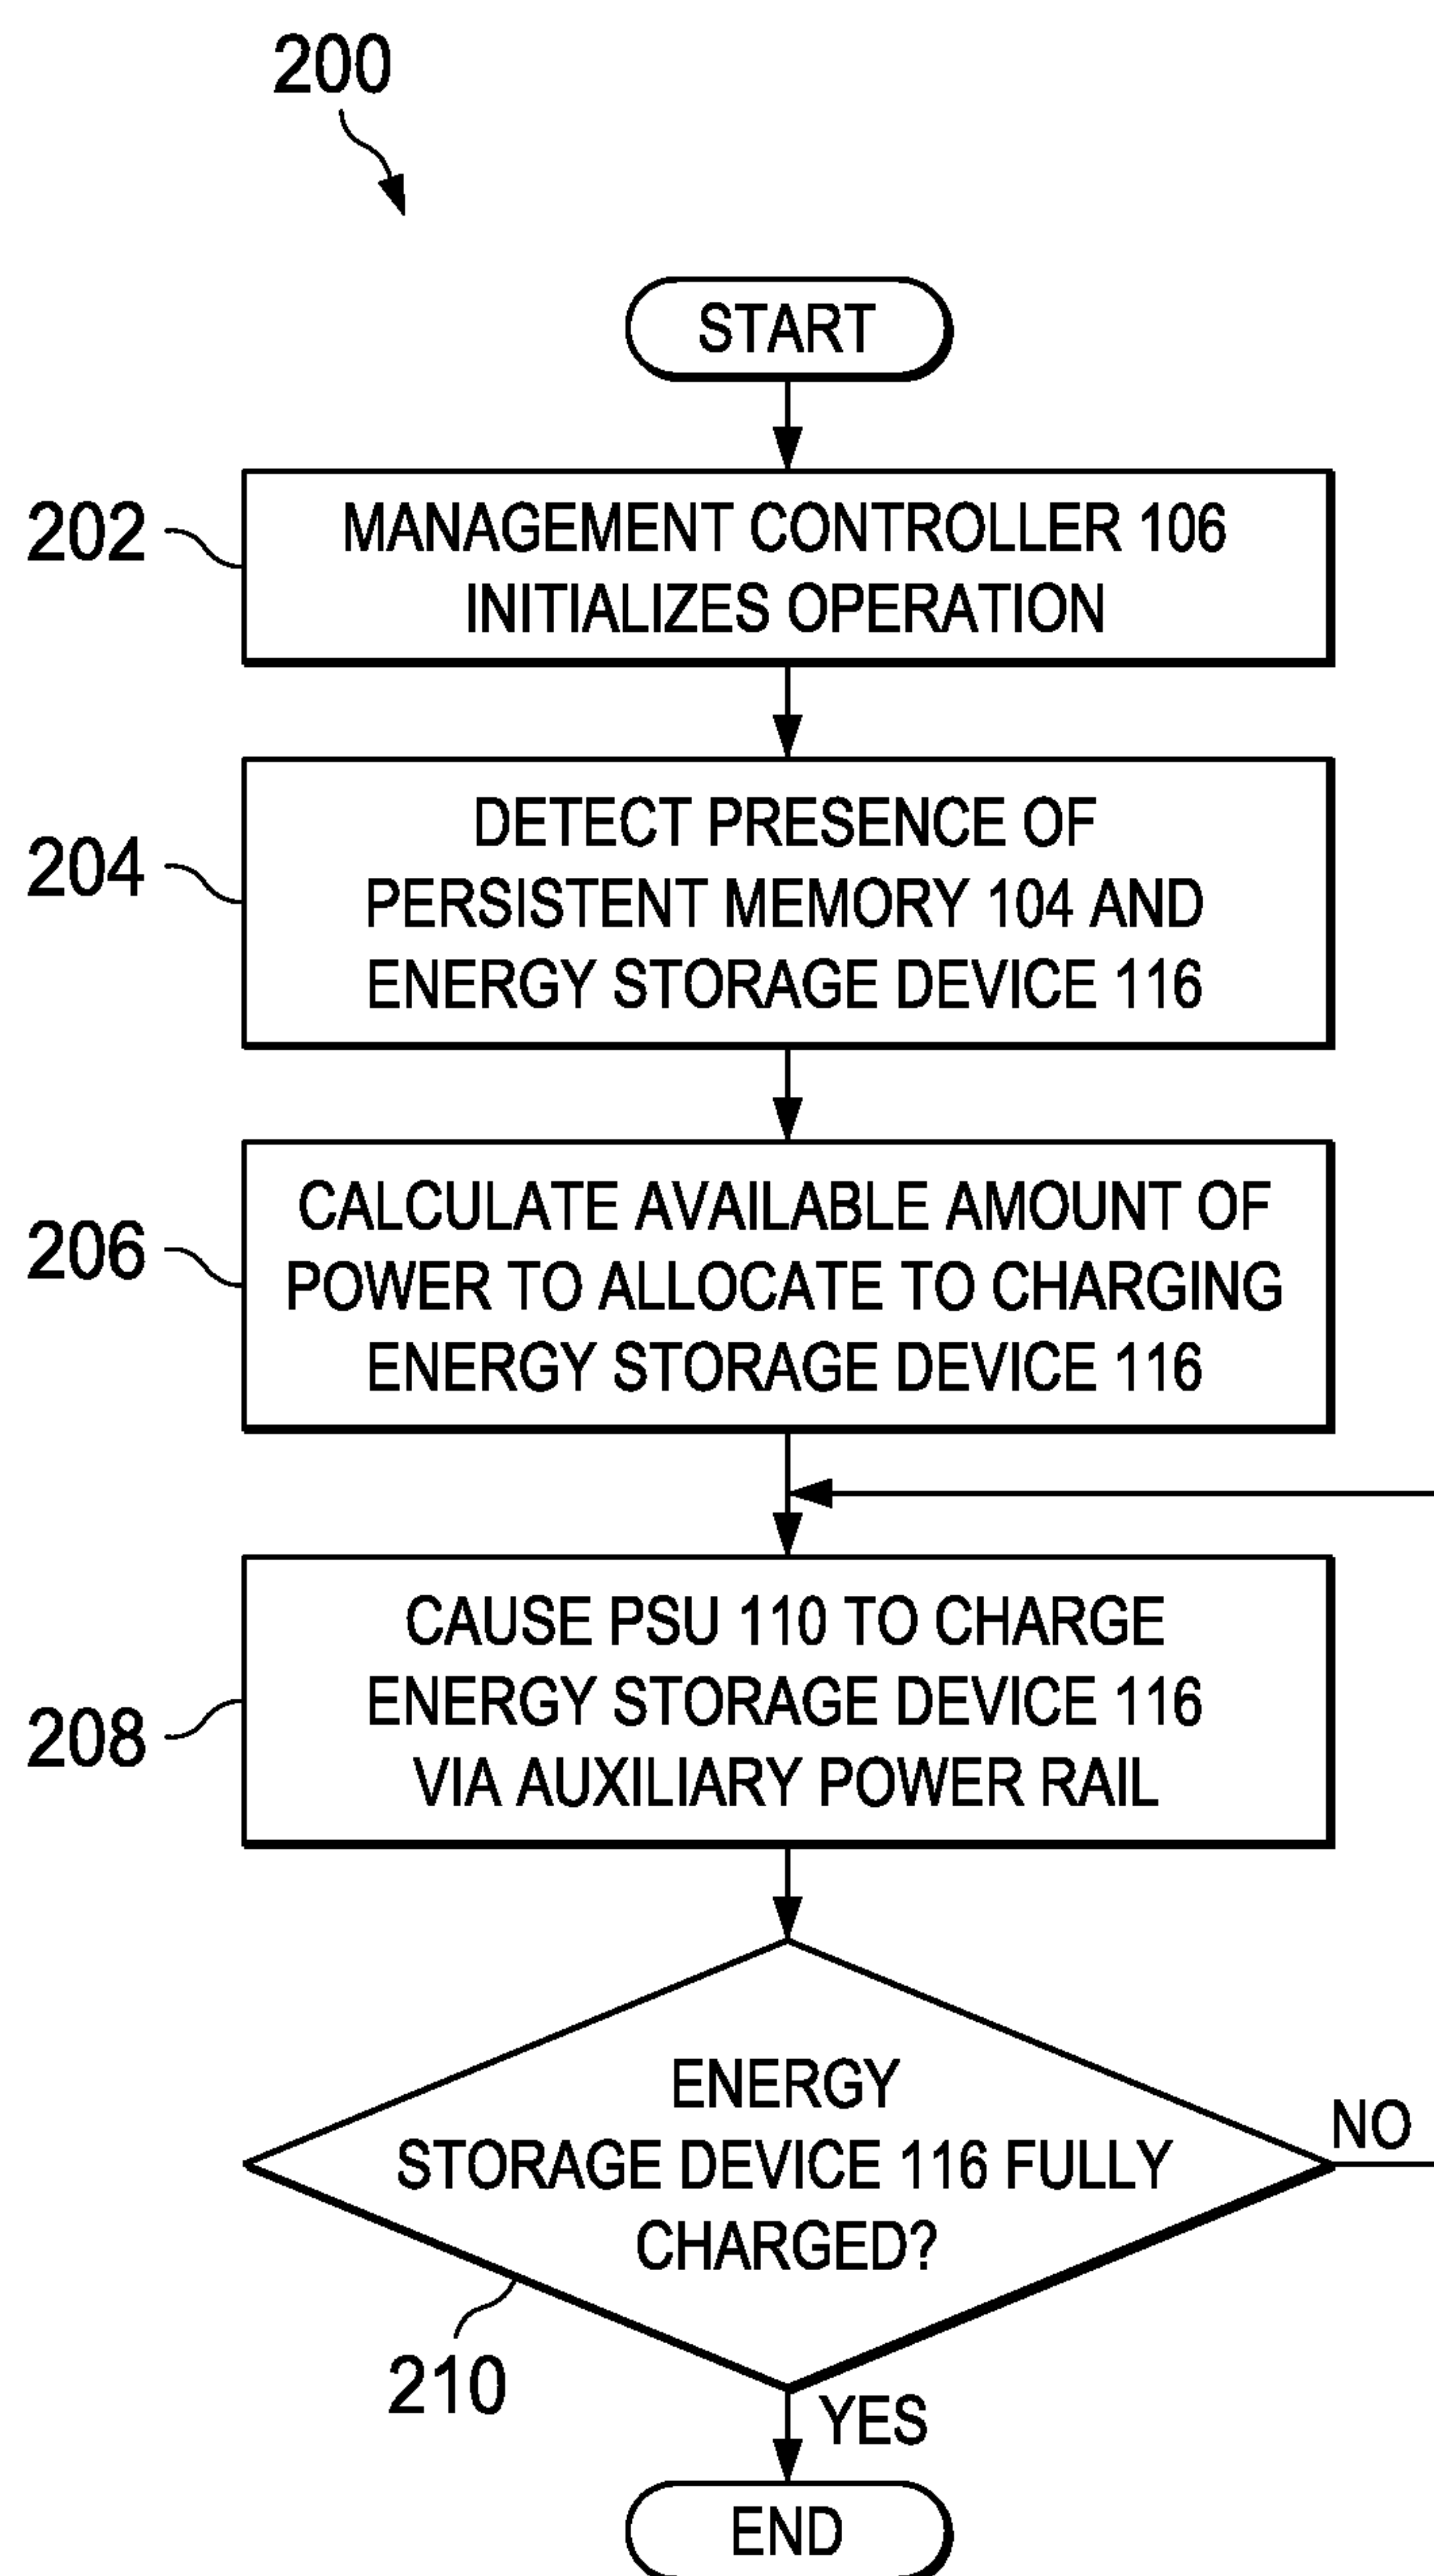 200
START
202
MANAGEMENT CONTROLLER 106
INITIALIZES OPERATION
204
DETECT PRESENCE OF
PERSISTENT MEMORY 104 AND
ENERGY STORAGE DEVICE 116
206
CALCULATE AVAILABLE AMOUNT OF
POWER TO ALLOCATE TO CHARGING
ENERGY STORAGE DEVICE 116
208
CAUSE PSU 110 TO CHARGE
ENERGY STORAGE DEVICE 116
VIA AUXILIARY POWER RAIL
ENERGY
STORAGE DEVICE 116 FULLY
CHARGED?
NO
210
YES
END